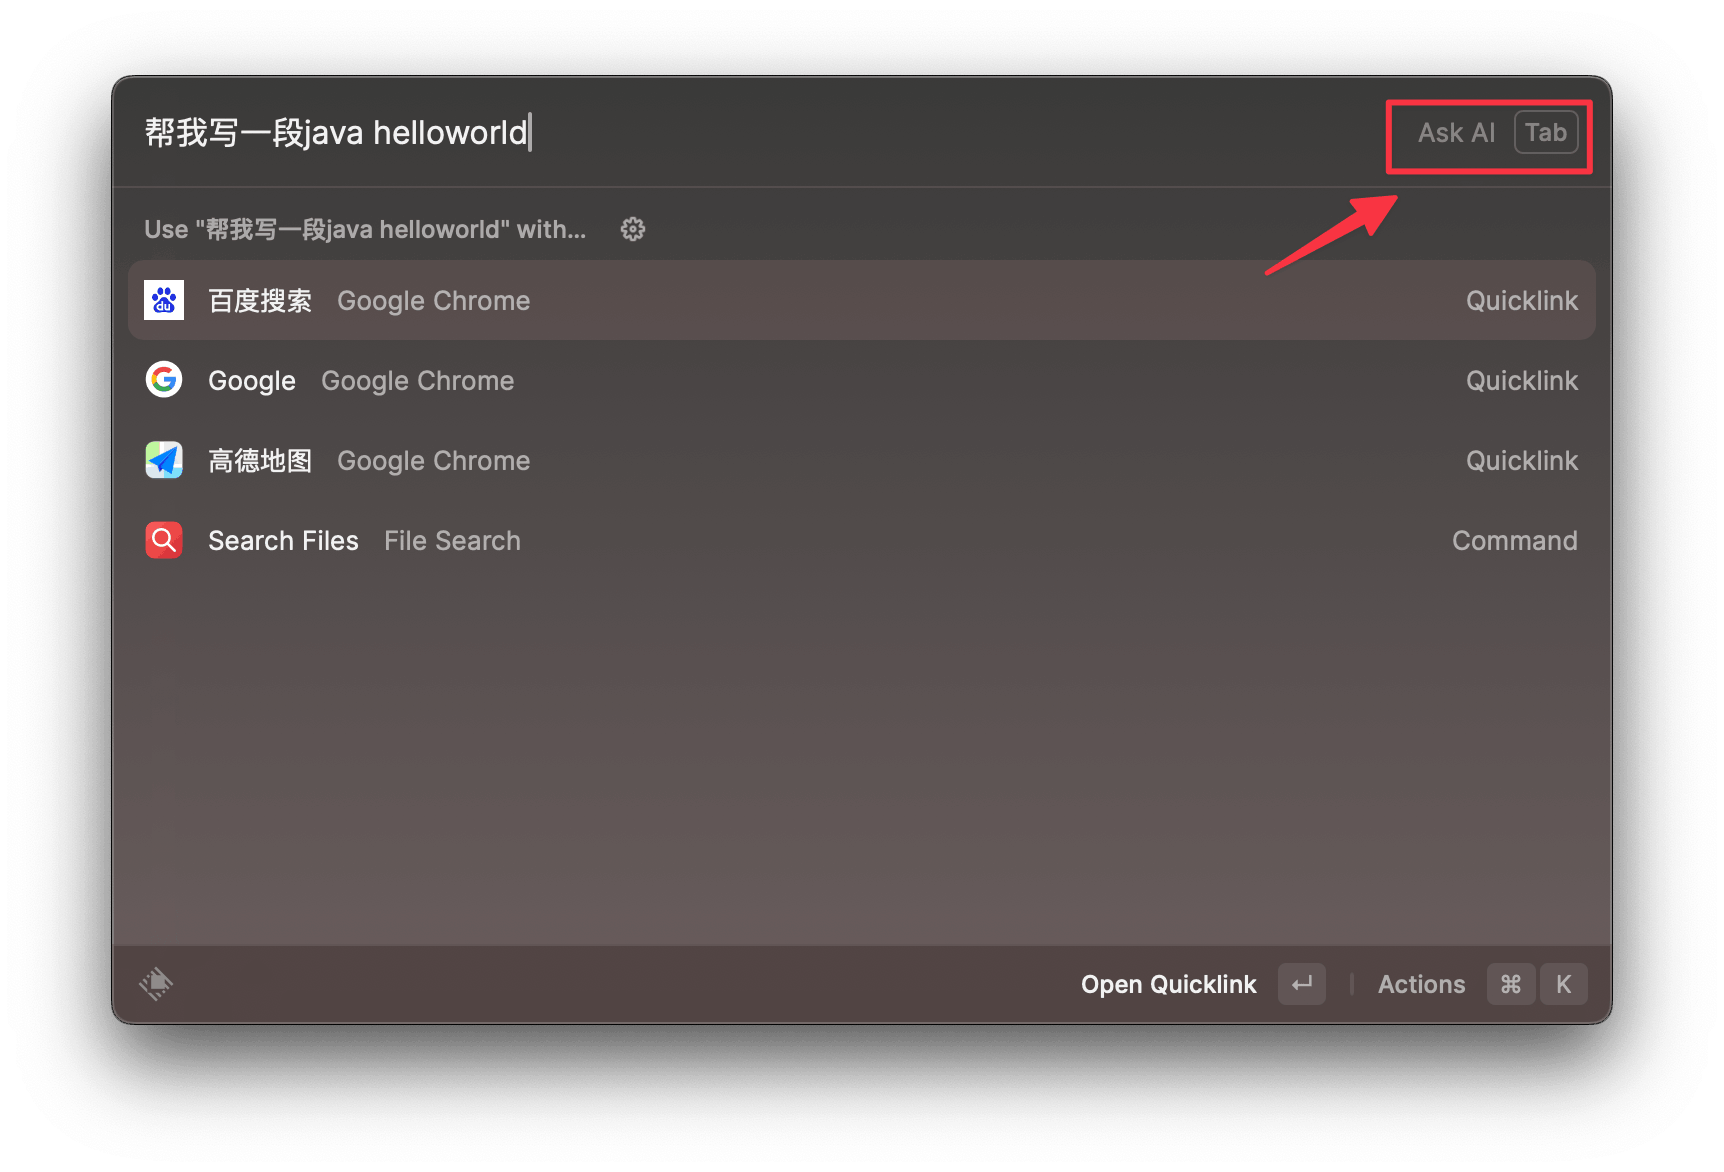 帮我写一段java helloworld Ask AI Tab
Use "帮我写一段java helloworld" with...
du 百度搜索 Google Chrome Quicklink
G Google Google Chrome Quicklink
高德地图 Google Chrome Quicklink
Search Files File Search Command
Open Quicklink ↵ Actions ⌘ K